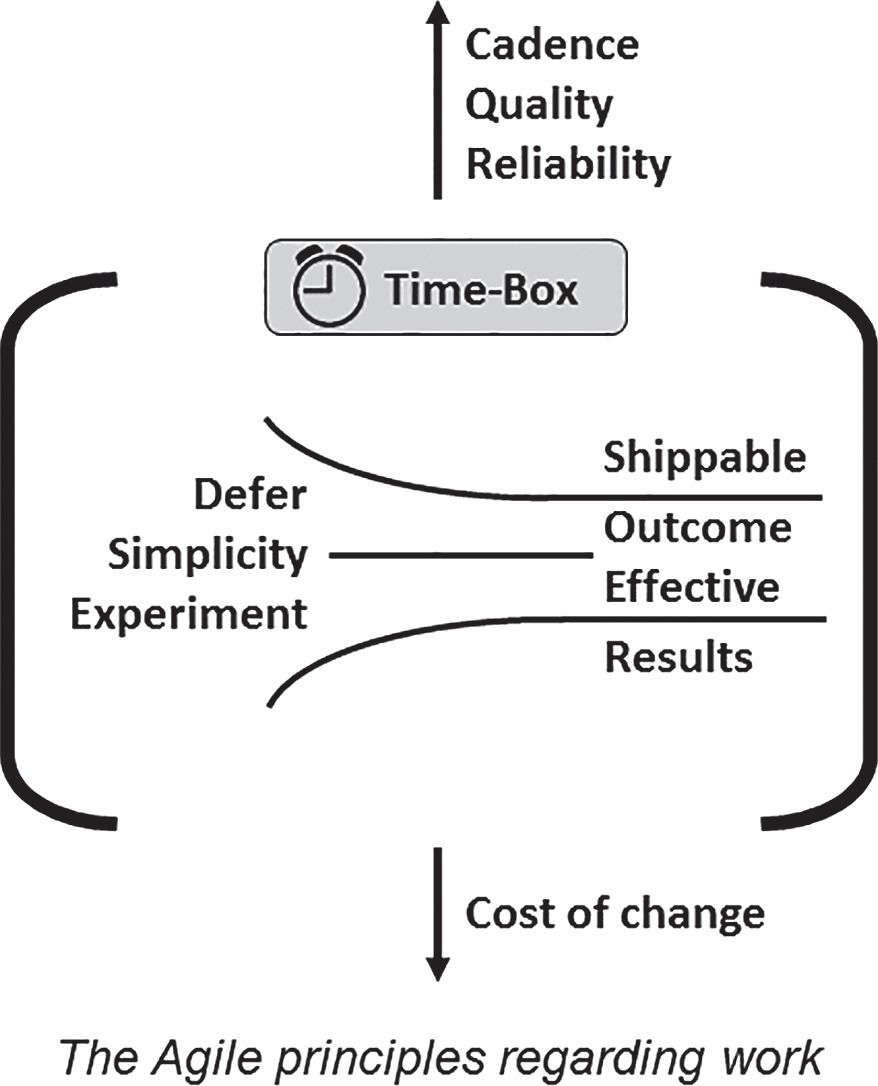 Cadence
Quality
Reliability
Time-Box
Defer
Simplicity
Experiment
Shippable
Outcome
Effective
Results
Cost of change
The Agile principles regarding work